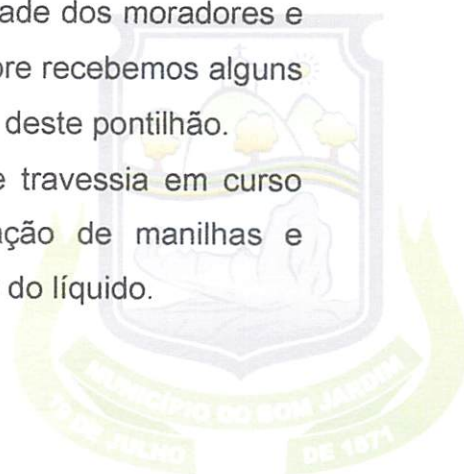 ade dos moradores e
ore recebemos alguns
deste pontilhão.
e travessia em curso
ação de manilhas e
do líquido.
MUNICÍPIO DO BOM JARDIM
19 DE JULHO DE 1871